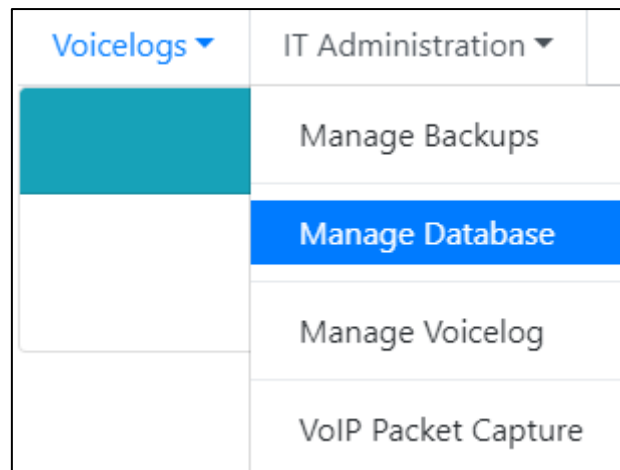 Voicelogs IT Administration
Manage Backups
Manage Database
Manage Voicelog
VoIP Packet Capture